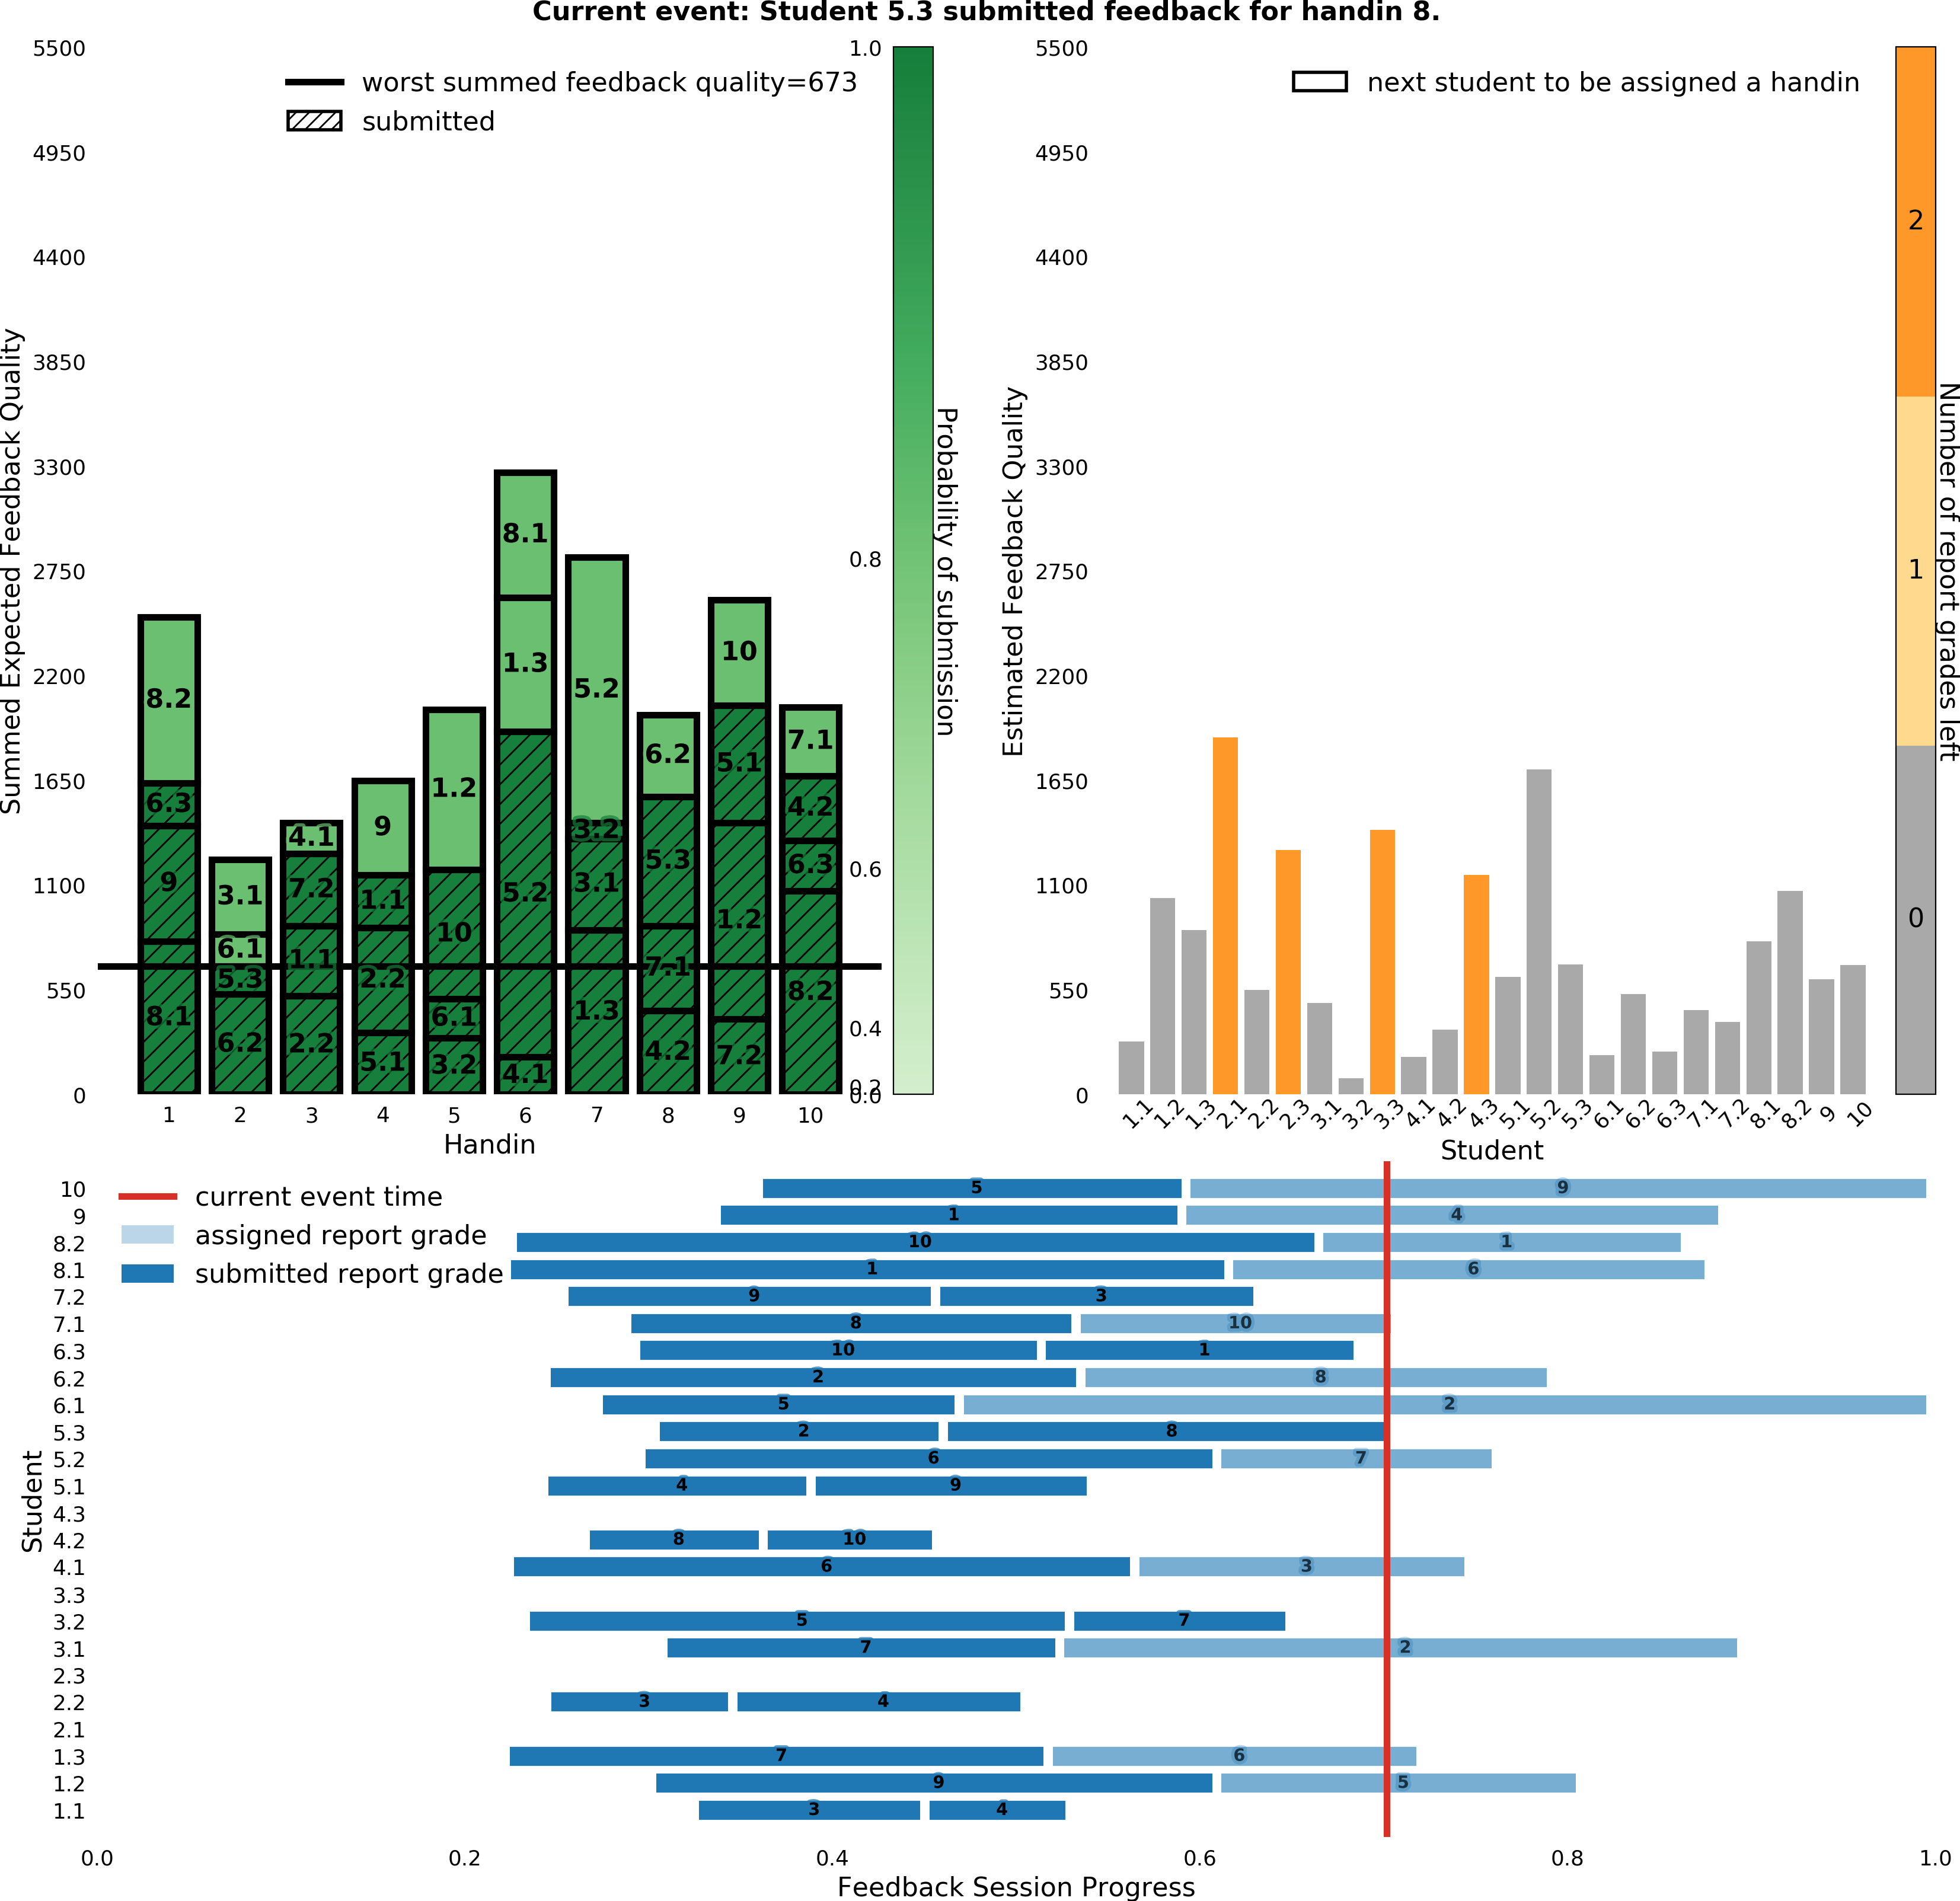 Current event: Student 5.3 submitted feedback for handin 8.
5500
4950
4400
3850
3300
2750
2200
1650
1100
550
0
Summed Expected Feedback Quality
worst summed feedback quality=673
submitted
8.2
6.3
9
8.1
3.1
6.1
5.3
6.2
4.1
7.2
1.1
2.2
9
1.1
2.2
5.1
1.2
10
6.1
3.2
8.1
1.3
5.2
4.1
5.2
3.2
3.1
1.3
6.2
5.3
7.1
4.2
10
5.1
1.2
7.2
7.1
4.2
6.3
8.2
1 2 3 4 5 6 7 8 9 10
Handin
1.0
0.8
0.6
0.4
0.2
0.0
Probability of submission
5500
4950
4400
3850
3300
2750
2200
1650
1100
550
0
Estimated Feedback Quality
next student to be assigned a handin
1.1 1.2 1.3 2.1 2.2 2.3 3.1 3.2 3.3 4.1 4.2 4.3 5.1 5.2 5.3 6.1 6.2 6.3 7.1 7.2 8.1 8.2 9 10
Student
2
1
0
Number of report grades left
current event time
assigned report grade
submitted report grade
Student
10 5 9
9 1 4
8.2 10 1
8.1 1 6
7.2 9 3
7.1 8 10
6.3 10 1
6.2 2 8
6.1 5 2
5.3 2 8
5.2 6 7
5.1 4 9
4.3
4.2 8 10
4.1 6 3
3.3
3.2 5 7
3.1 7 2
2.3
2.2 3 4
2.1
1.3 7 6
1.2 9 5
1.1 3 4
0.0 0.2 0.4 0.6 0.8 1.0
Feedback Session Progress